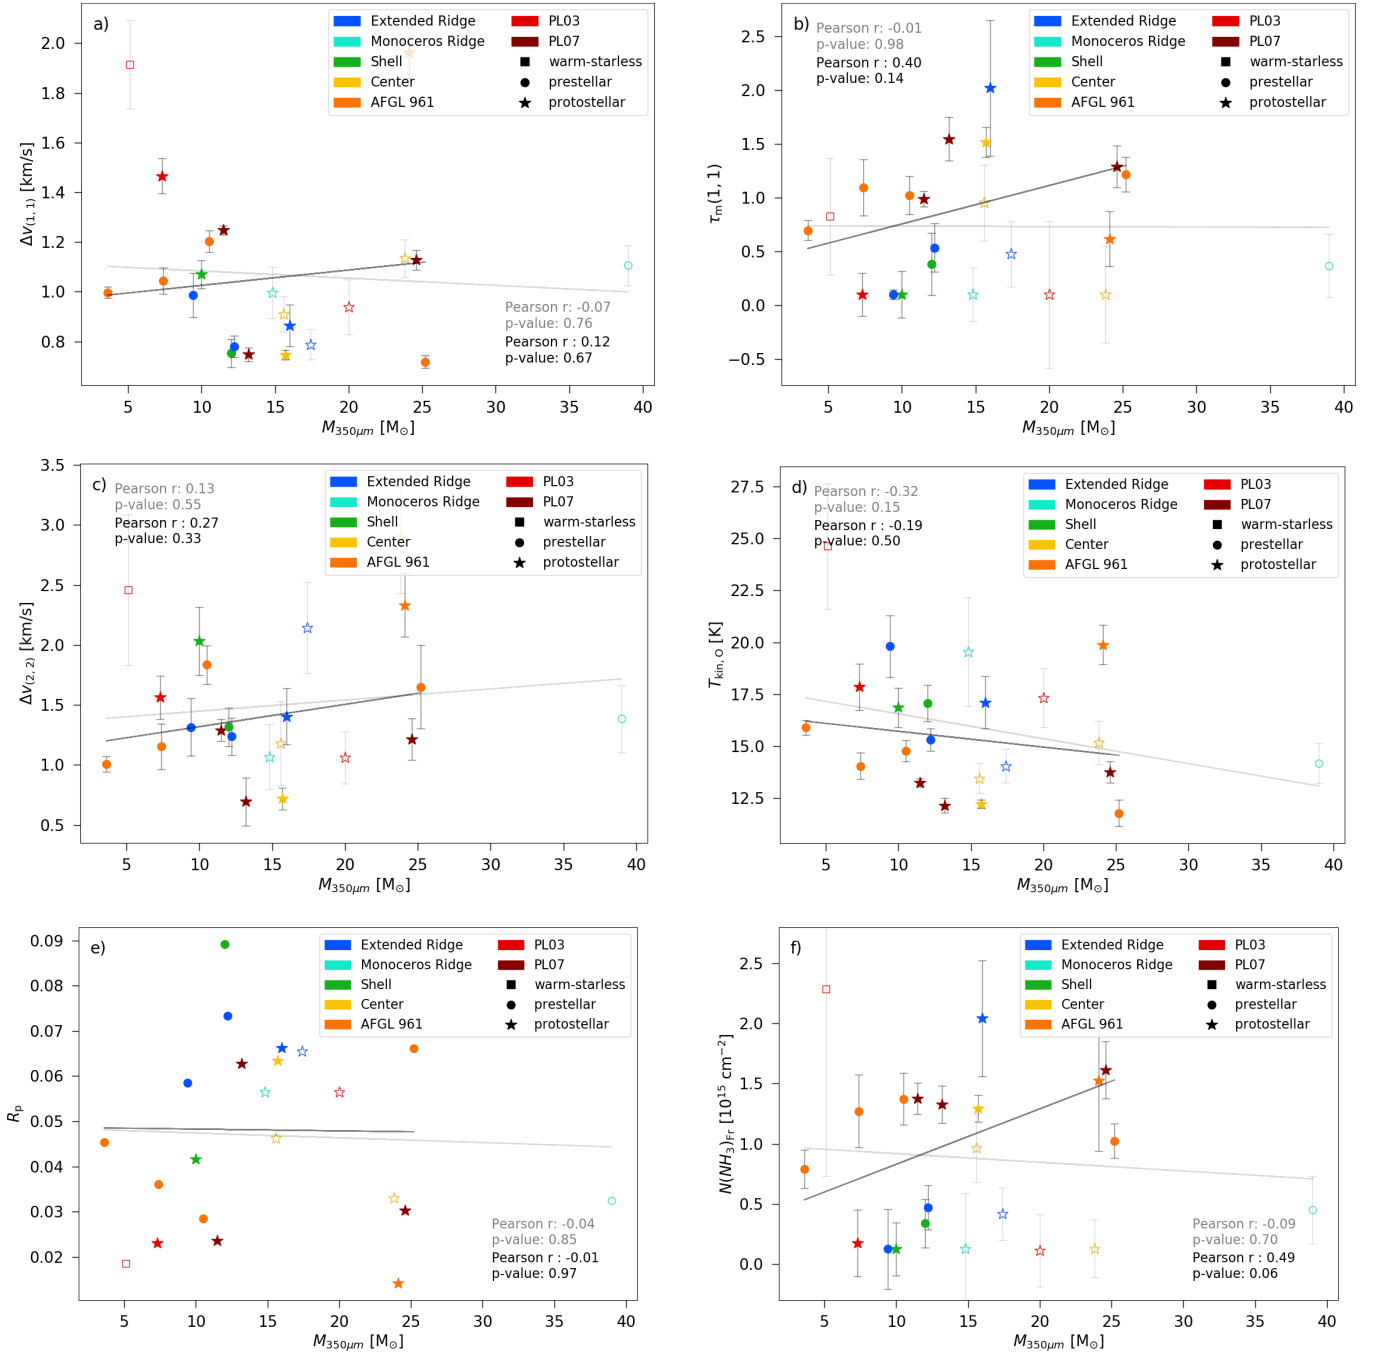 a)
Extended Ridge
Monoceros Ridge
Shell
Center
AFGL 961
PL03
PL07
warm-starless
prestellar
protostellar
2.0
1.8
1.6
1.4
1.2
1.0
0.8
Δv(1, 1) [km/s]
Pearson r: -0.07
p-value: 0.76
Pearson r : 0.12
p-value: 0.67
5 10 15 20 25 30 35 40
M350μm [M⊙]
b)
Pearson r: -0.01
p-value: 0.98
Pearson r : 0.40
p-value: 0.14
Extended Ridge
Monoceros Ridge
Shell
Center
AFGL 961
PL03
PL07
warm-starless
prestellar
protostellar
2.5
2.0
1.5
1.0
0.5
0.0
−0.5
τm(1, 1)
5 10 15 20 25 30 35 40
M350μm [M⊙]
c)
Pearson r: 0.13
p-value: 0.55
Pearson r : 0.27
p-value: 0.33
Extended Ridge
Monoceros Ridge
Shell
Center
AFGL 961
PL03
PL07
warm-starless
prestellar
protostellar
3.5
3.0
2.5
2.0
1.5
1.0
0.5
Δv(2, 2) [km/s]
5 10 15 20 25 30 35 40
M350μm [M⊙]
d)
Pearson r: -0.32
p-value: 0.15
Pearson r : -0.19
p-value: 0.50
Extended Ridge
Monoceros Ridge
Shell
Center
AFGL 961
PL03
PL07
warm-starless
prestellar
protostellar
27.5
25.0
22.5
20.0
17.5
15.0
12.5
Tkin, O [K]
5 10 15 20 25 30 35 40
M350μm [M⊙]
e)
Extended Ridge
Monoceros Ridge
Shell
Center
AFGL 961
PL03
PL07
warm-starless
prestellar
protostellar
0.09
0.08
0.07
0.06
0.05
0.04
0.03
0.02
Rp
Pearson r: -0.04
p-value: 0.85
Pearson r : -0.01
p-value: 0.97
5 10 15 20 25 30 35 40
M350μm [M⊙]
f)
Extended Ridge
Monoceros Ridge
Shell
Center
AFGL 961
PL03
PL07
warm-starless
prestellar
protostellar
2.5
2.0
1.5
1.0
0.5
0.0
N(NH₃)Fr [10¹⁵ cm⁻²]
Pearson r: -0.09
p-value: 0.70
Pearson r : 0.49
p-value: 0.06
5 10 15 20 25 30 35 40
M350μm [M⊙]